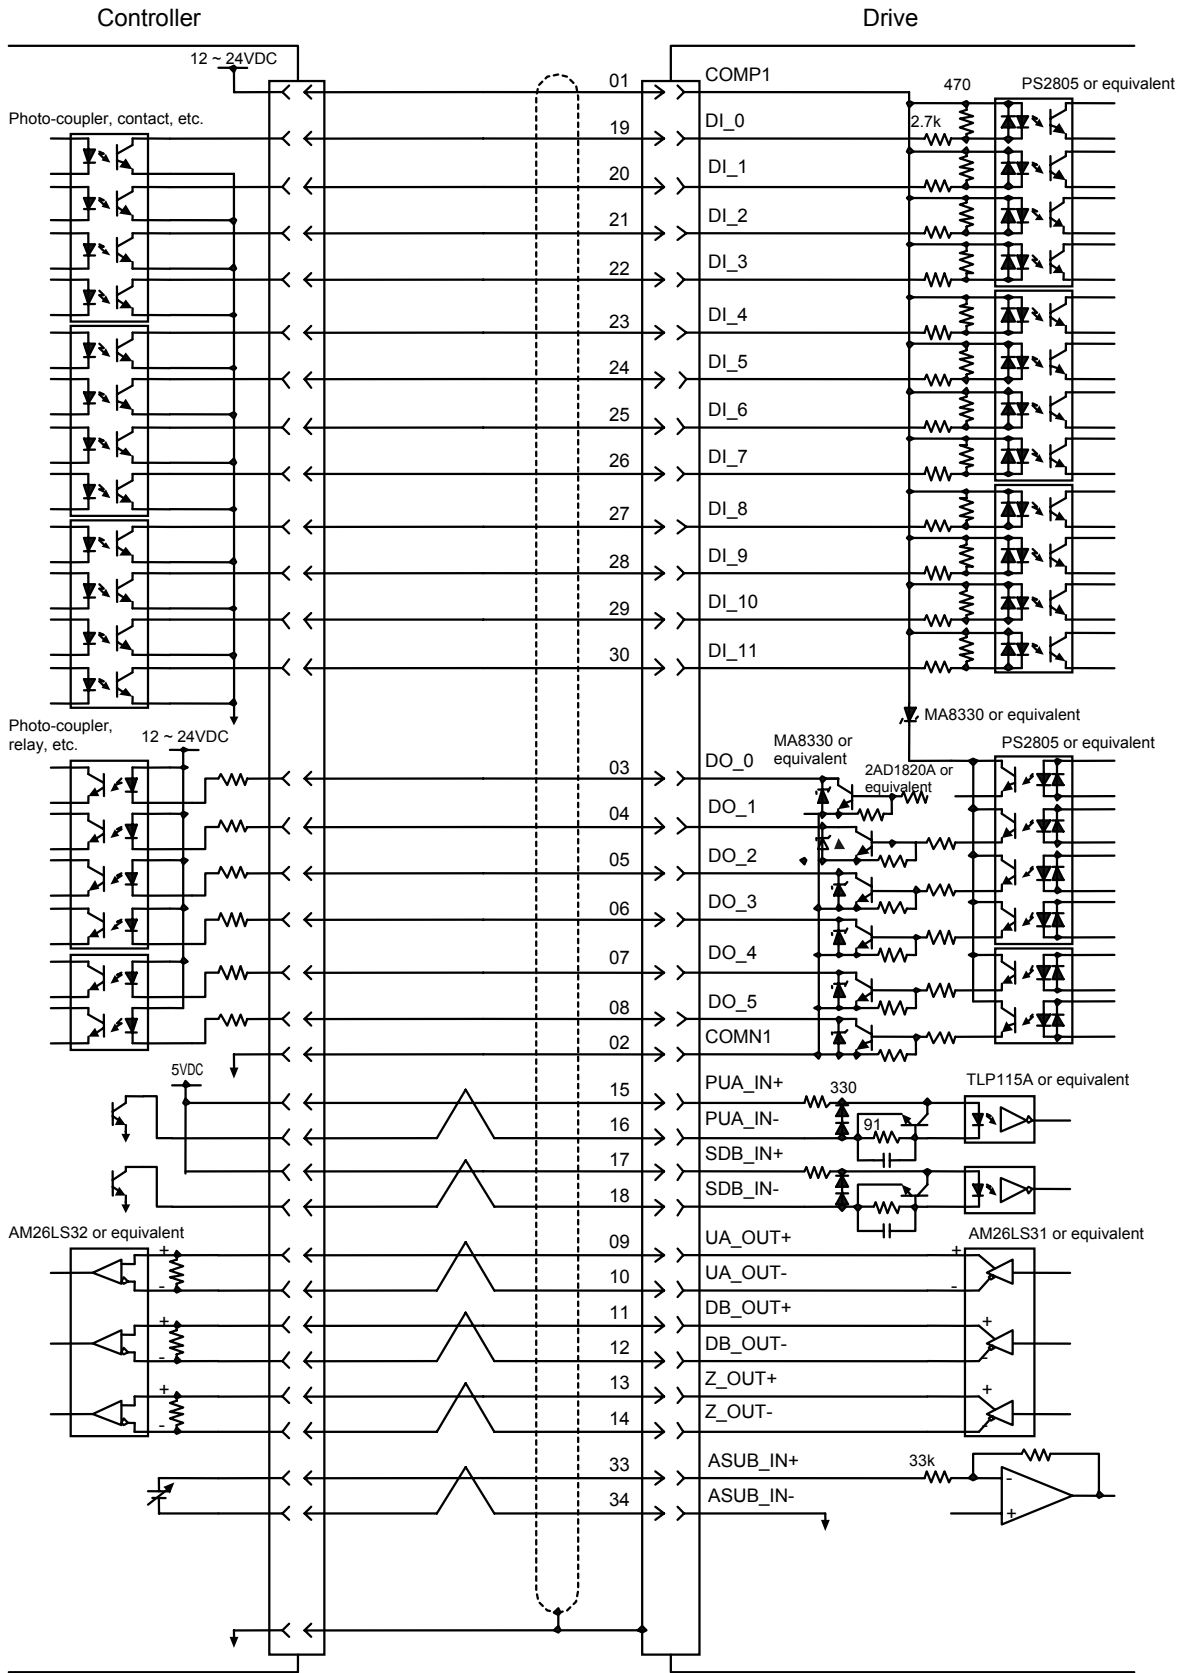 Controller
Drive
12 ~ 24VDC
01
COMP1
470
PS2805 or equivalent
Photo-coupler, contact, etc.
19
DI_0
2.7k
20
DI_1
21
DI_2
22
DI_3
23
DI_4
24
DI_5
25
DI_6
26
DI_7
27
DI_8
28
DI_9
29
DI_10
30
DI_11
MA8330 or equivalent
Photo-coupler,
relay, etc.
12 ~ 24VDC
MA8330 or
equivalent
PS2805 or equivalent
03
DO_0
2AD1820A or
equivalent
04
DO_1
05
DO_2
06
DO_3
07
DO_4
08
DO_5
02
COMN1
5VDC
15
PUA_IN+
330
TLP115A or equivalent
16
PUA_IN-
91
17
SDB_IN+
18
SDB_IN-
AM26LS32 or equivalent
AM26LS31 or equivalent
+
09
UA_OUT+
+
-
10
UA_OUT-
-
+
11
DB_OUT+
+
-
12
DB_OUT-
-
+
13
Z_OUT+
+
-
14
Z_OUT-
-
33
ASUB_IN+
33k
-
34
ASUB_IN-
+